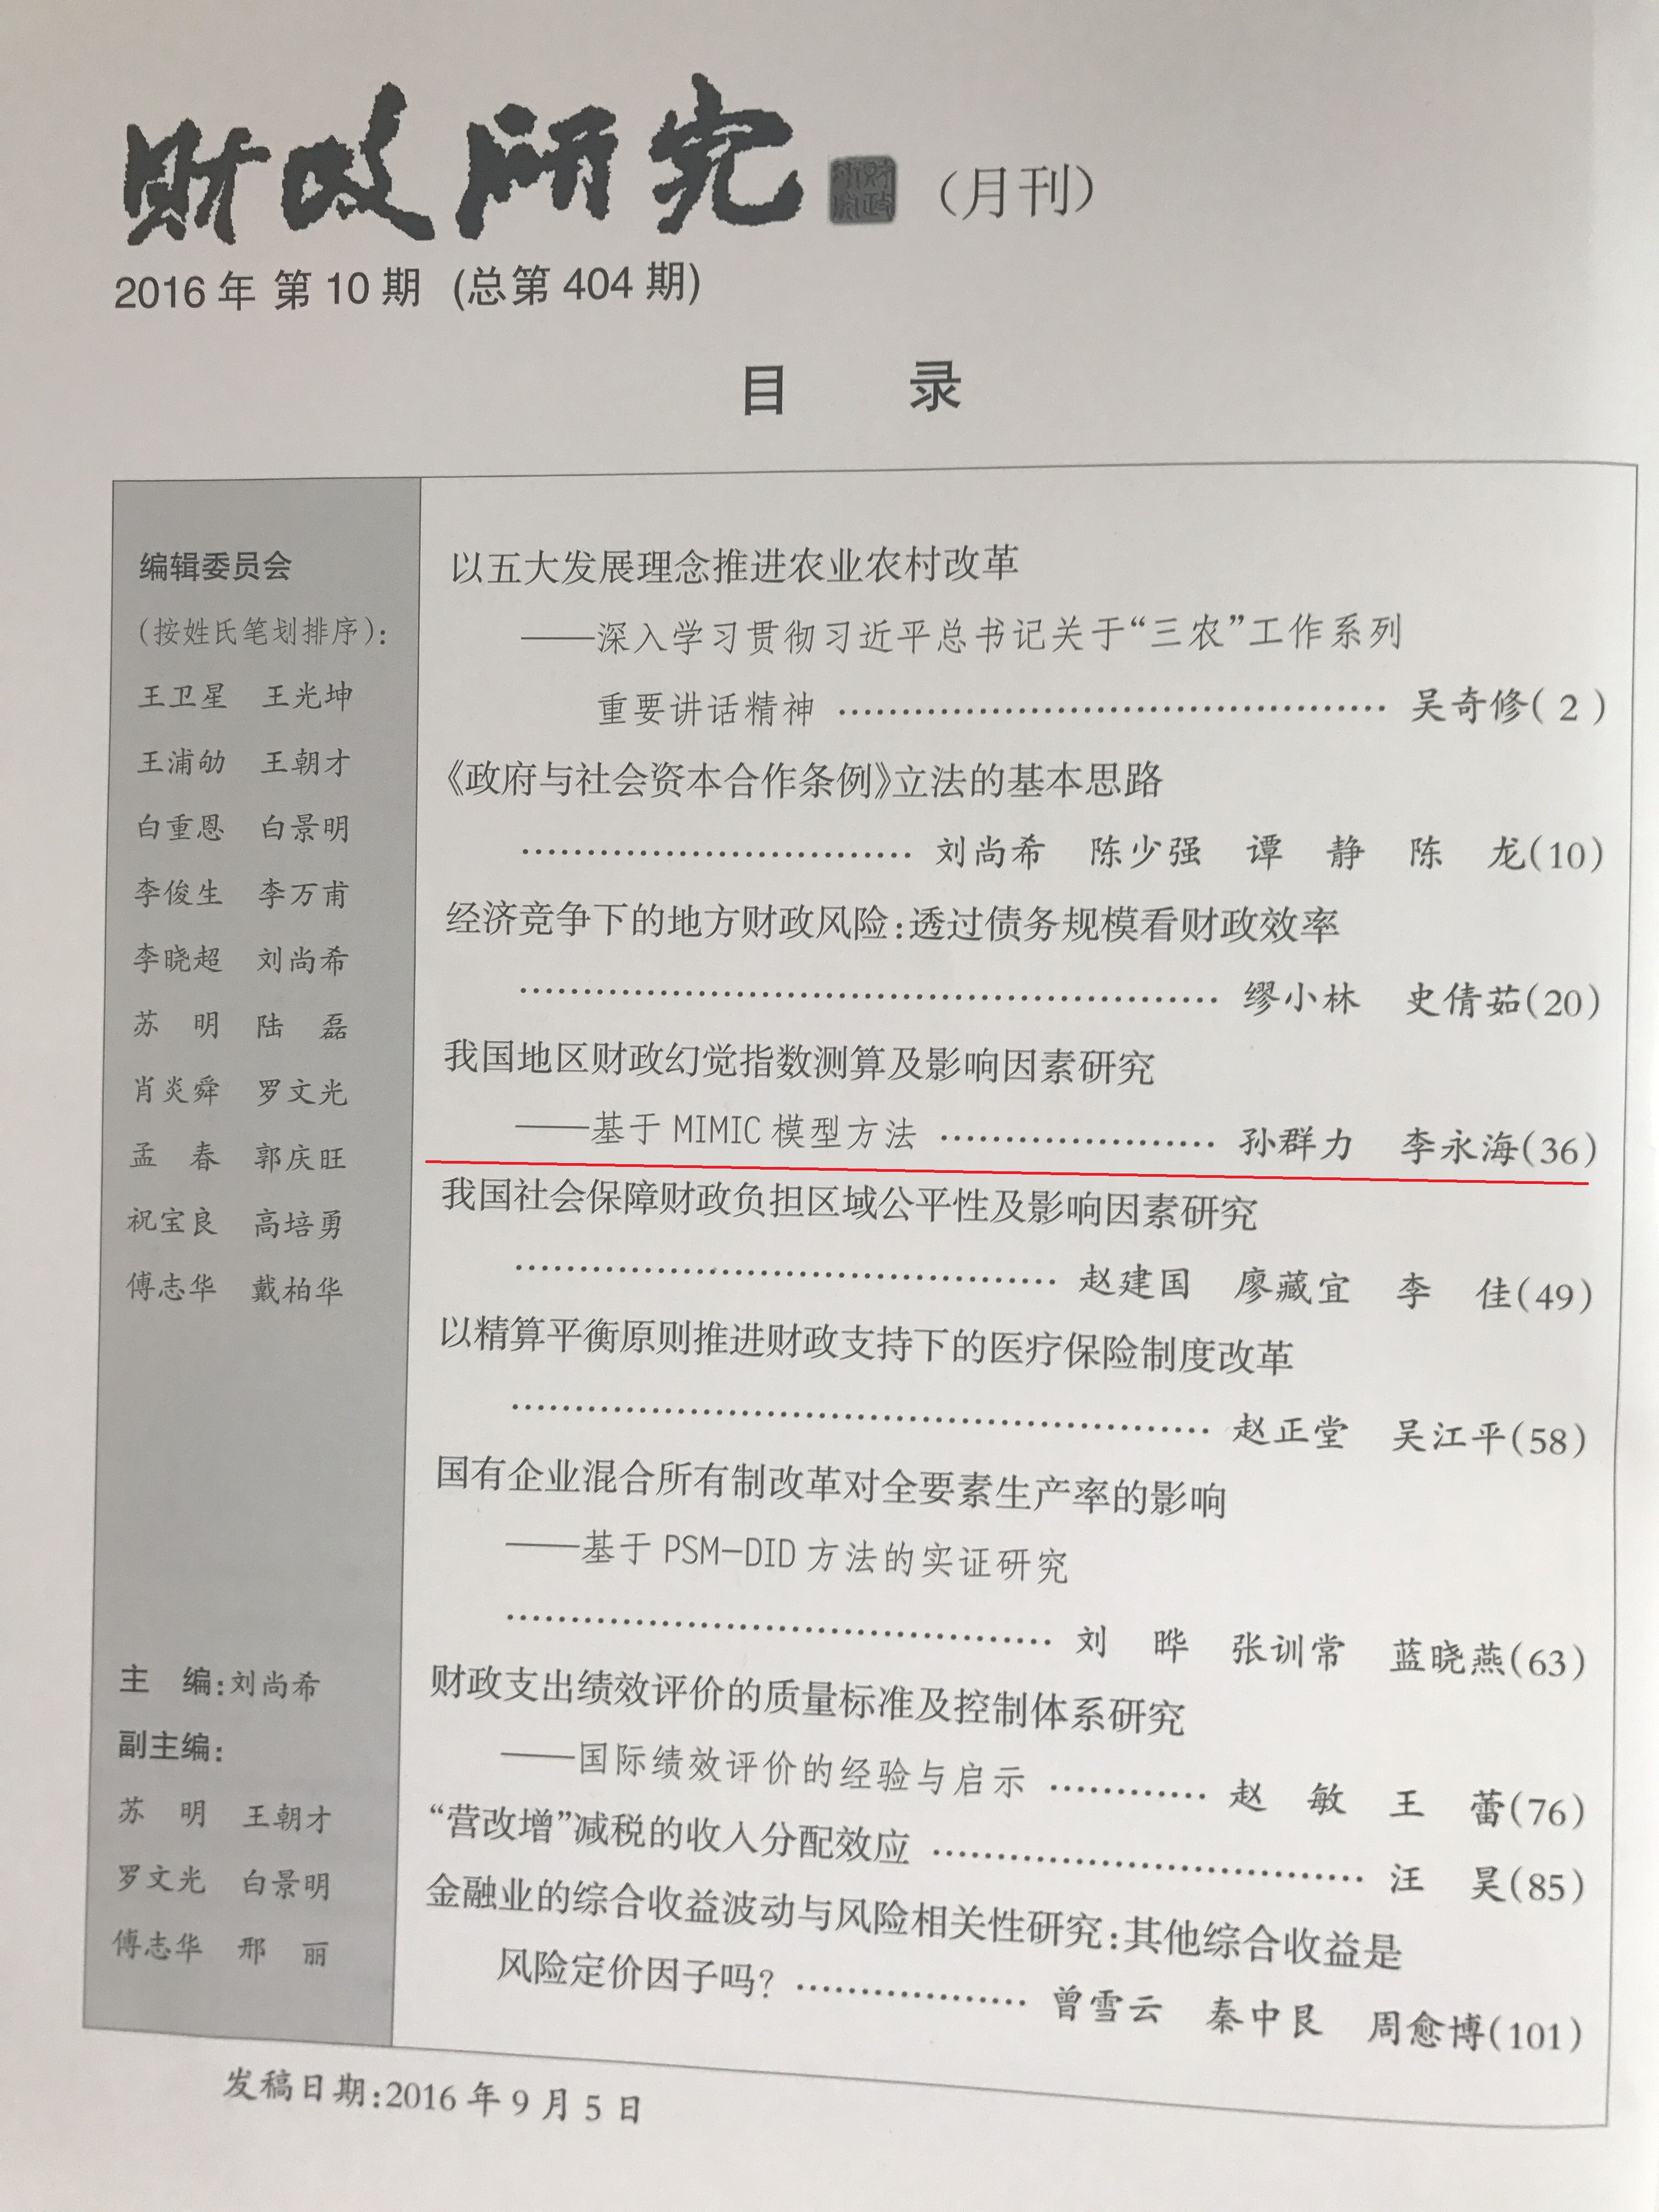 财政研究 (月刊)
2016 年 第 10 期 (总第 404 期)
目 录
编辑委员会
(按姓氏笔划排序):
王卫星 王光坤
王浦劬 王朝才
白重恩 白景明
李俊生 李万甫
李晓超 刘尚希
苏 明 陆 磊
肖炎舜 罗文光
孟 春 郭庆旺
祝宝良 高培勇
傅志华 戴柏华
主 编:刘尚希
副主编:
苏 明 王朝才
罗文光 白景明
傅志华 邢 丽
以五大发展理念推进农业农村改革
——深入学习贯彻习近平总书记关于“三农”工作系列
重要讲话精神 ………………………………… 吴奇修( 2 )
《政府与社会资本合作条例》立法的基本思路
………………………… 刘尚希 陈少强 谭 静 陈 龙(10)
经济竞争下的地方财政风险:透过债务规模看财政效率
………………………………………………… 缪小林 史倩茹(20)
我国地区财政幻觉指数测算及影响因素研究
——基于 MIMIC 模型方法 ………………… 孙群力 李永海(36)
我国社会保障财政负担区域公平性及影响因素研究
…………………………………… 赵建国 廖藏宜 李 佳(49)
以精算平衡原则推进财政支持下的医疗保险制度改革
………………………………………………… 赵正堂 吴江平(58)
国有企业混合所有制改革对全要素生产率的影响
——基于 PSM-DID 方法的实证研究
…………………………………… 刘 晔 张训常 蓝晓燕(63)
财政支出绩效评价的质量标准及控制体系研究
——国际绩效评价的经验与启示 ………… 赵 敏 王 蕾(76)
“营改增”减税的收入分配效应 …………………………… 汪 昊(85)
金融业的综合收益波动与风险相关性研究:其他综合收益是
风险定价因子吗? ……………… 曾雪云 秦中艮 周愈博(101)
发稿日期:2016 年 9 月 5 日